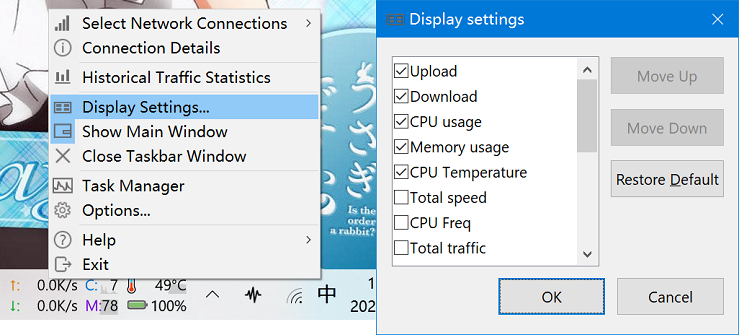 Select Network Connections
Connection Details
Historical Traffic Statistics
Display Settings...
Show Main Window
Close Taskbar Window
Task Manager
Options...
Help
Exit
うさぎ
Is the
order
a rabbit?
↑: 0.0K/s C: 7 49°C
↓: 0.0K/s M:78 100%
中
1
202
Display settings
Upload
Download
CPU usage
Memory usage
CPU Temperature
Total speed
CPU Freq
Total traffic
Move Up
Move Down
Restore Default
OK
Cancel